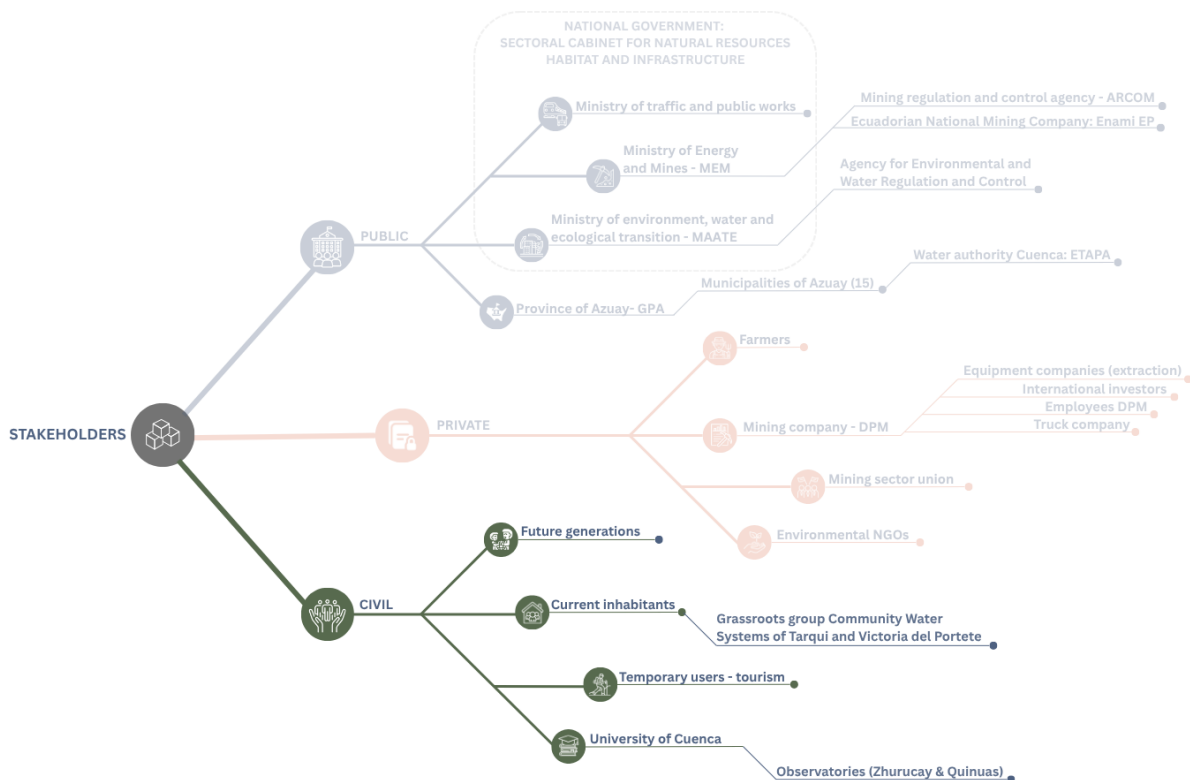 NATIONAL GOVERNMENT:
SECTORAL CABINET FOR NATURAL RESOURCES
HABITAT AND INFRASTRUCTURE
Ministry of traffic and public works
Mining regulation and control agency - ARCOM
Ecuadorian National Mining Company: Enami EP
Ministry of Energy
and Mines - MEM
Agency for Environmental and
Water Regulation and Control
Ministry of environment, water and
ecological transition - MAATE
PUBLIC
Water authority Cuenca: ETAPA
Municipalities of Azuay (15)
Province of Azuay- GPA
Farmers
Equipment companies (extraction)
International investors
Employees DPM
Truck company
STAKEHOLDERS
PRIVATE
Mining company - DPM
Mining sector union
Environmental NGOs
Future generations
CIVIL
Current inhabitants
Grassroots group Community Water
Systems of Tarqui and Victoria del Portete
Temporary users - tourism
University of Cuenca
Observatories (Zhurucay & Quinuas)